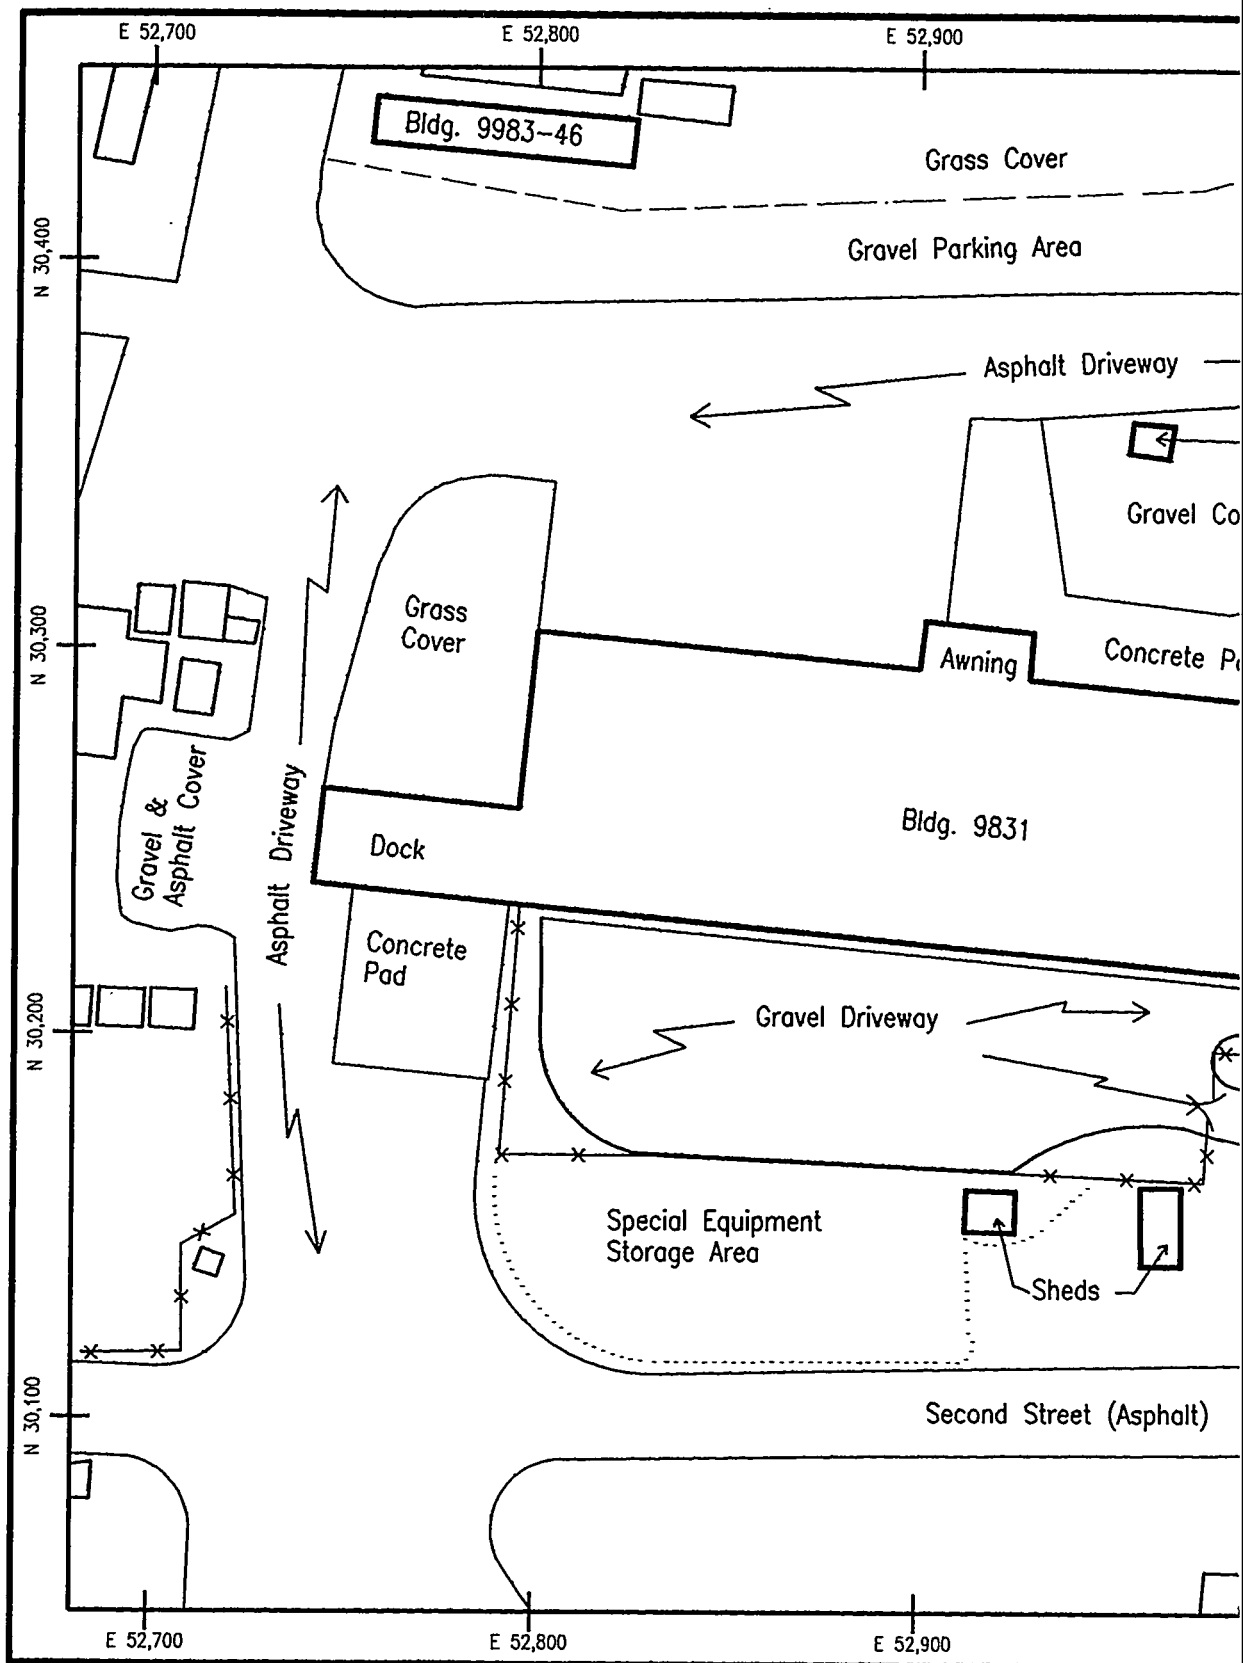 E 52,700
E 52,800
E 52,900
Bldg. 9983-46
Grass Cover
N 30,400
Gravel Parking Area
Asphalt Driveway
Gravel Co
Grass
Cover
N 30,300
Awning
Concrete
Gravel &
Asphalt Cover
Asphalt Driveway
Dock
Bldg. 9831
Concrete
Pad
N 30,200
Gravel Driveway
Special Equipment
Storage Area
Sheds
N 30,100
Second Street (Asphalt)
E 52,700
E 52,800
E 52,900